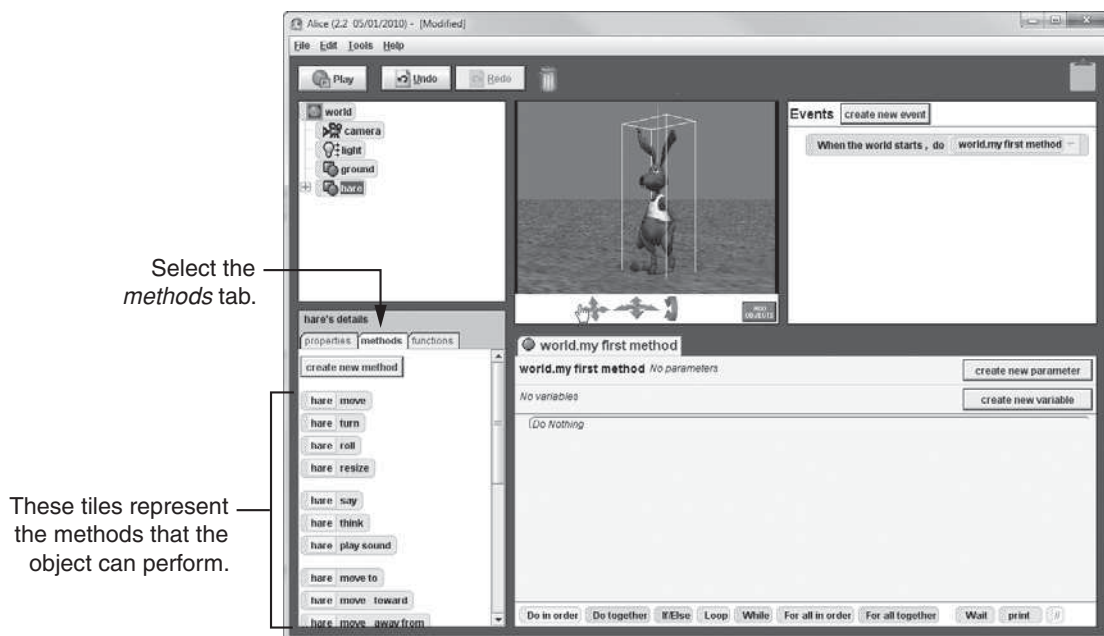 Alice (2.2 05/01/2010) - [Modified]
File Edit Tools Help
Play Undo Redo
world
camera
light
ground
hare
Events create new event
When the world starts , do world.my first method
ADD OBJECTS
Select the
methods tab.
hare's details
properties methods functions
create new method
hare move
hare turn
hare roll
hare resize
hare say
hare think
hare play sound
hare move to
hare move toward
hare move away from
These tiles represent
the methods that the
object can perform.
world.my first method
world.my first method No parameters create new parameter
No variables create new variable
Do Nothing
Do in order Do together If/Else Loop While For all in order For all together Wait print //